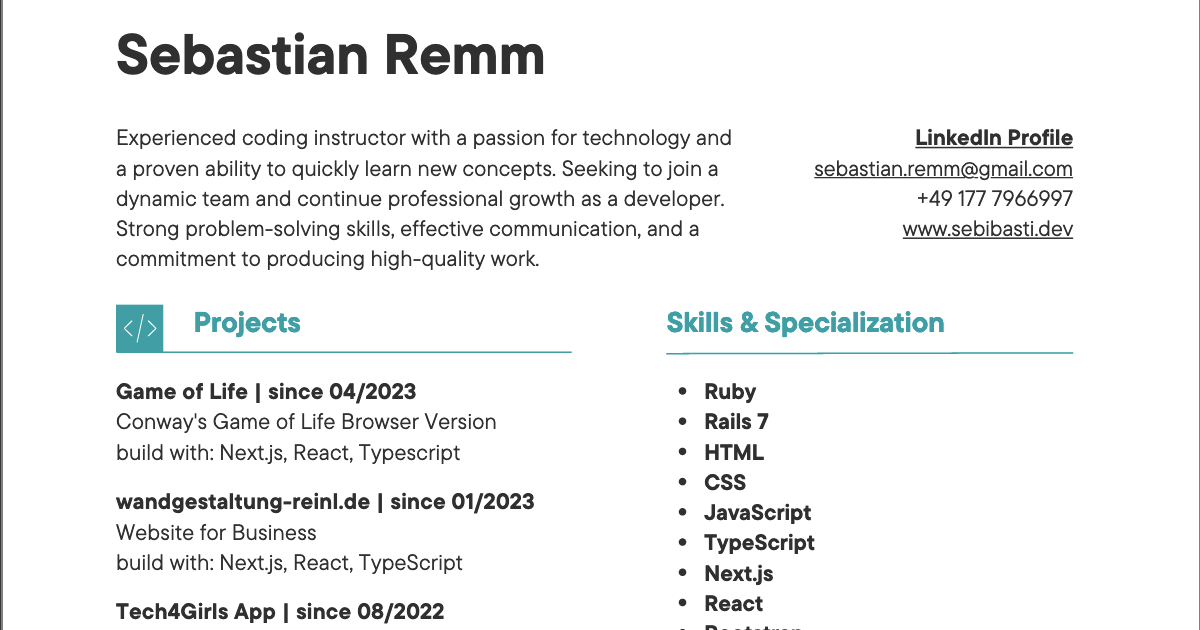 Sebastian Remm
Experienced coding instructor with a passion for technology and
a proven ability to quickly learn new concepts. Seeking to join a
dynamic team and continue professional growth as a developer.
Strong problem-solving skills, effective communication, and a
commitment to producing high-quality work.
LinkedIn Profile
sebastian.remm@gmail.com
+49 177 7966997
www.sebibasti.dev
</> Projects
Game of Life | since 04/2023
Conway's Game of Life Browser Version
build with: Next.js, React, Typescript
wandgestaltung-reinl.de | since 01/2023
Website for Business
build with: Next.js, React, TypeScript
Tech4Girls App | since 08/2022
Skills & Specialization
• Ruby
• Rails 7
• HTML
• CSS
• JavaScript
• TypeScript
• Next.js
• React